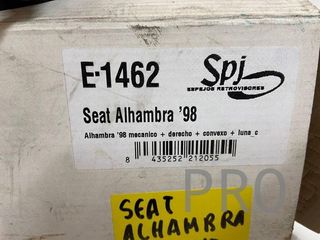 E-1462
Spj
ESPEJOS RETROVISORES
Seat Alhambra '98
Alhambra '98 mecanico + derecho + convexo + luna_c
8 435252 212055
PRO
SEAT
ALHAMBRA